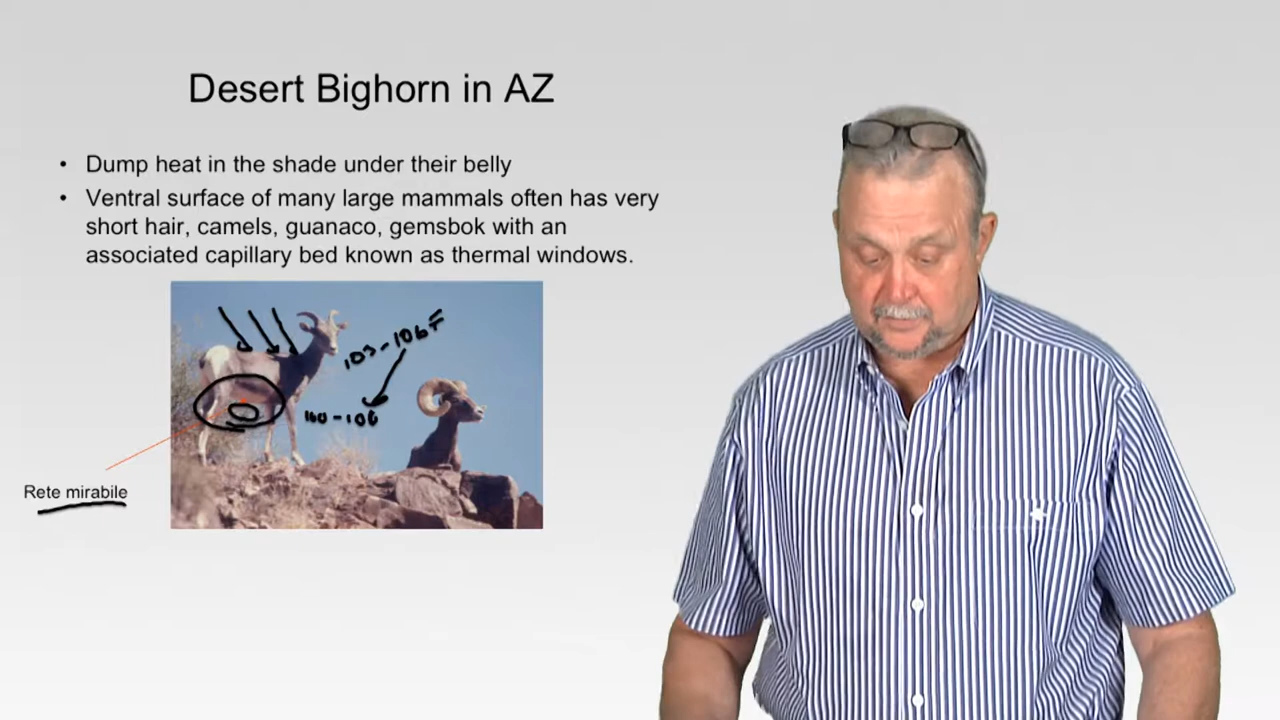 Desert Bighorn in AZ
• Dump heat in the shade under their belly
• Ventral surface of many large mammals often has very
short hair, camels, guanaco, gemsbok with an
associated capillary bed known as thermal windows.
103-106F
Rete mirabile